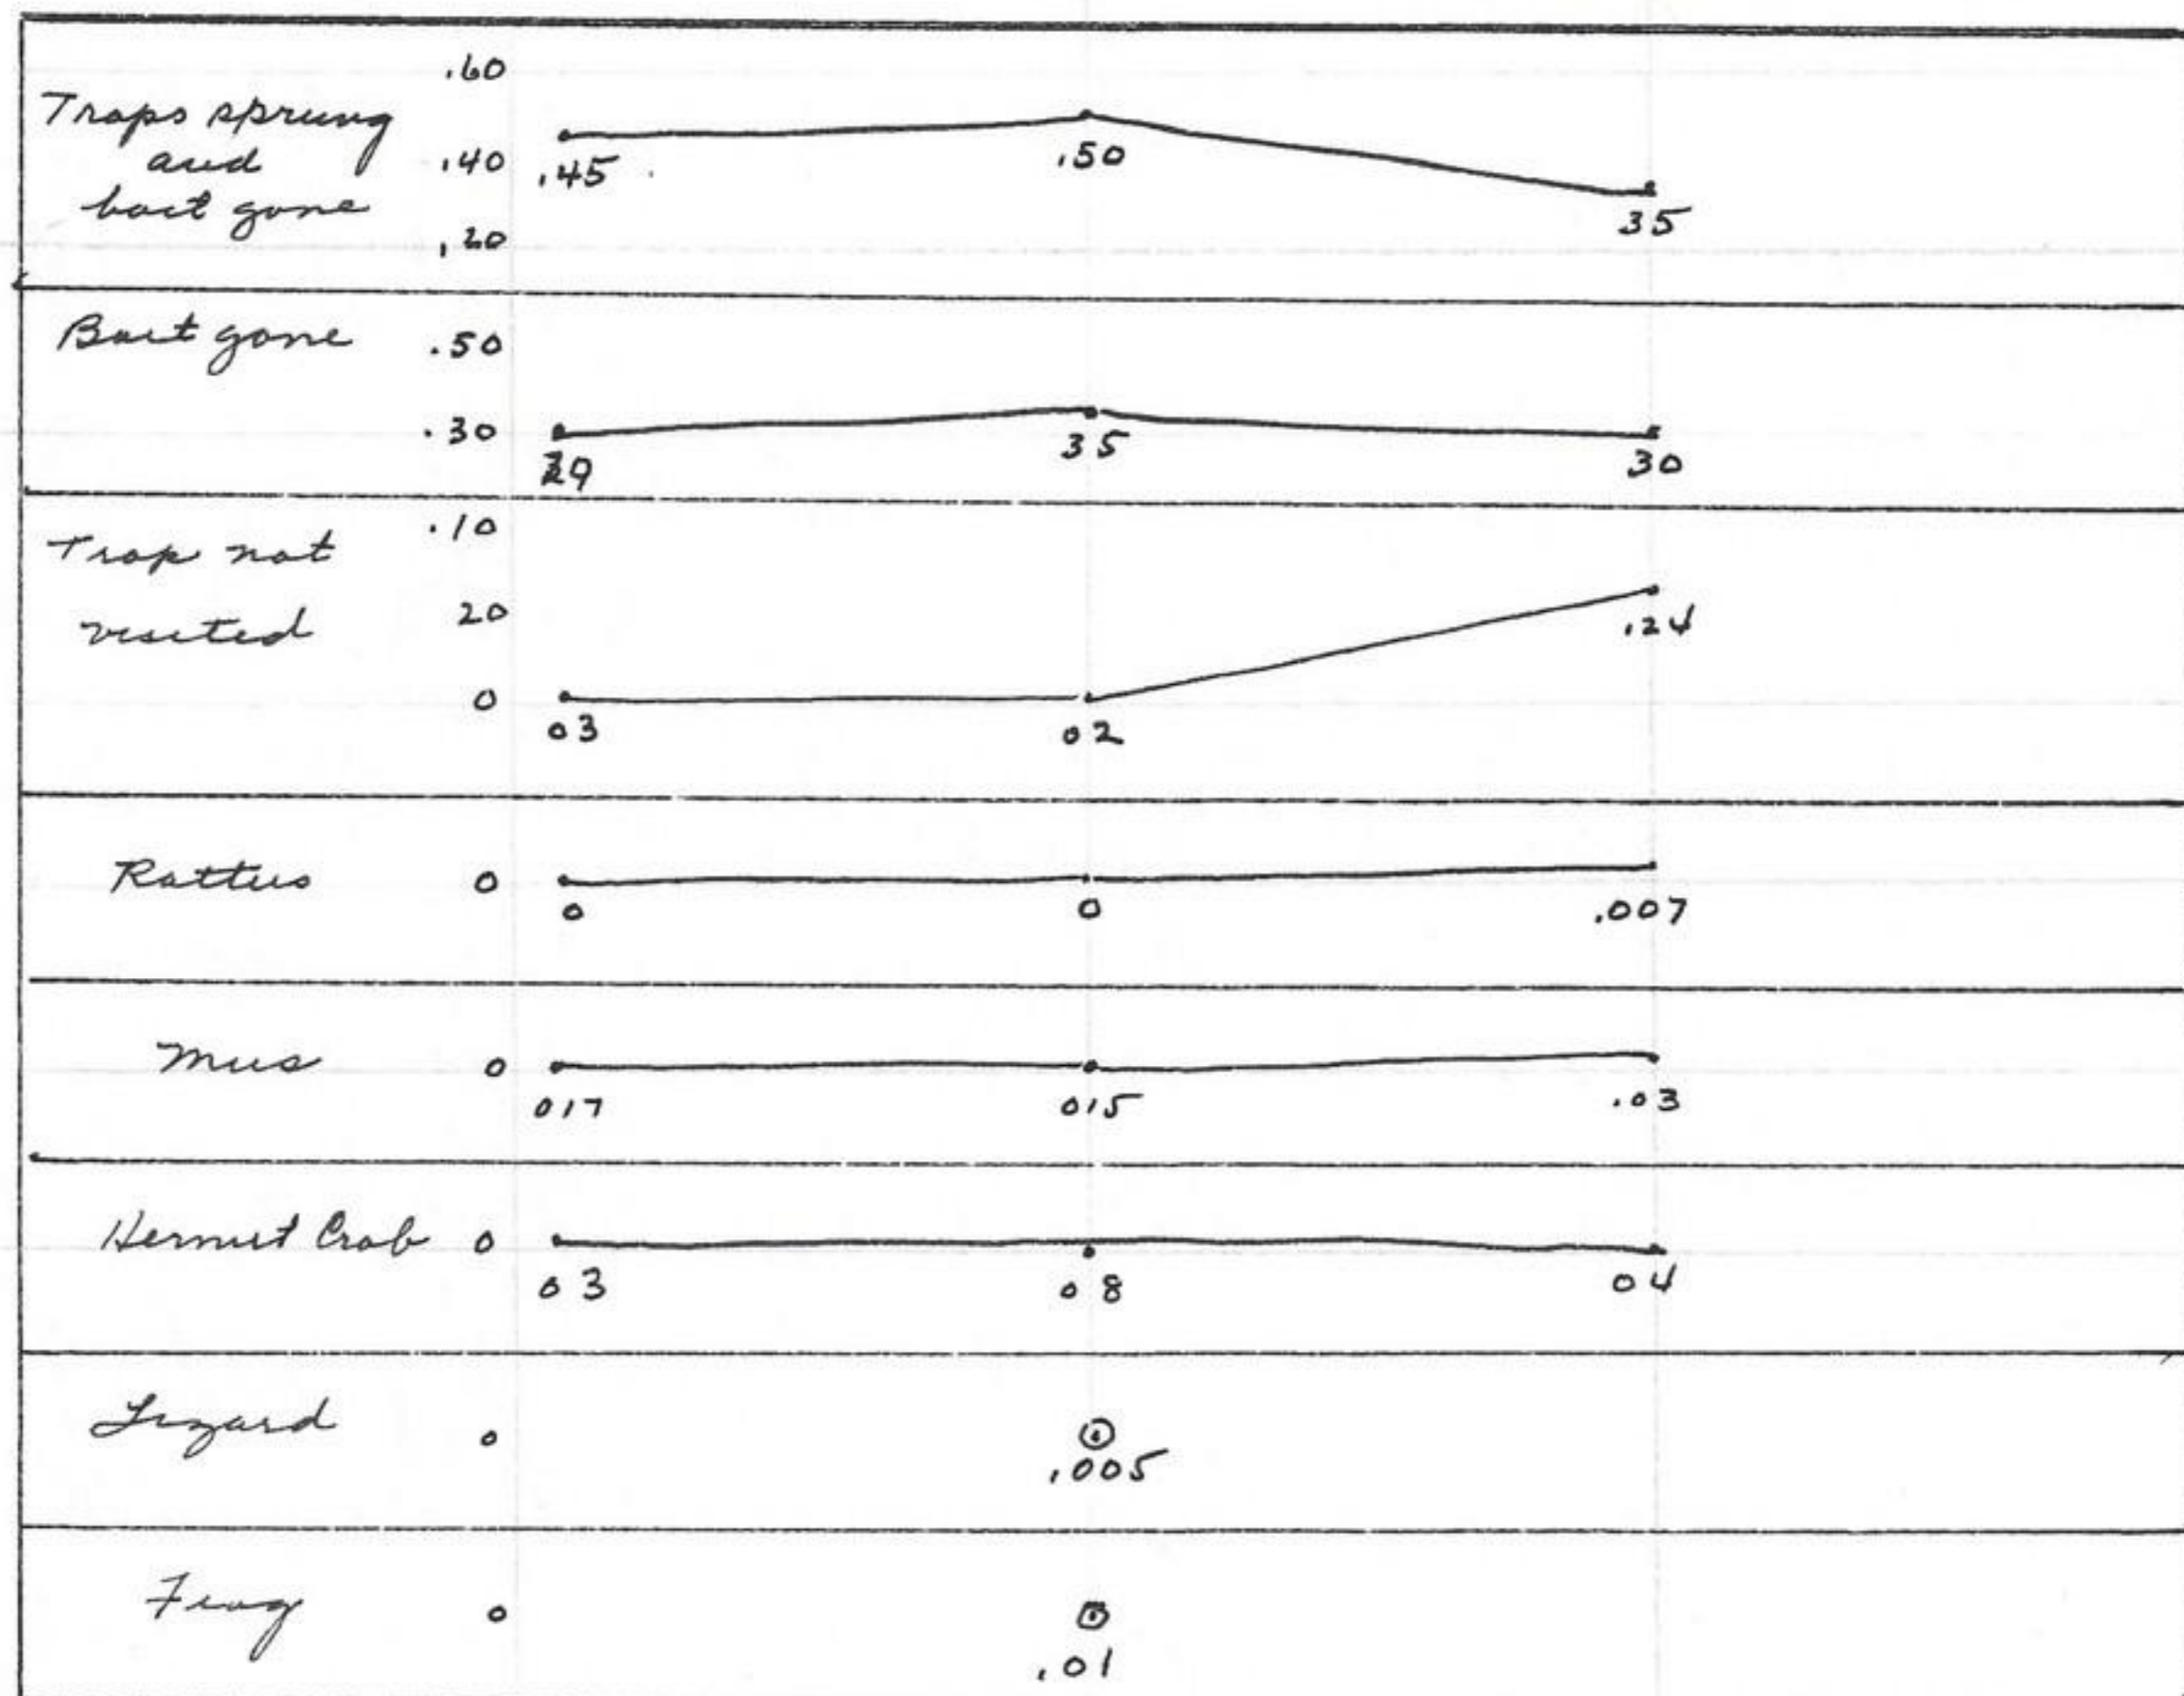 .60
Traps sprung
and .40 .45 .50
bait gone 35
.20
Bait gone .50
.30
29 35 30
.10
Trap not
visited 20 .24
0
03 02
Rattus 0
0 0 .007
Mus 0
017 015 .03
Hermit Crab 0
03 08 04
Lizard 0
.005
Frog 0
.01